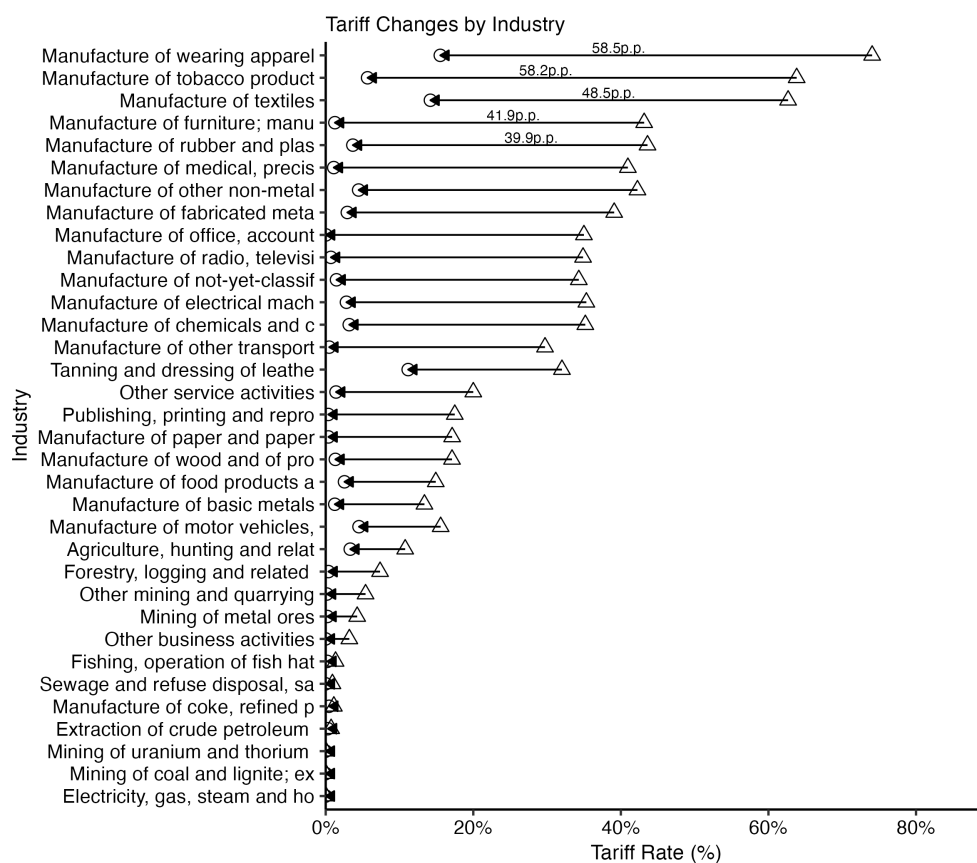 Tariff Changes by Industry
Manufacture of wearing apparel
58.5p.p.
Manufacture of tobacco product
58.2p.p.
Manufacture of textiles
48.5p.p.
Manufacture of furniture; manu
41.9p.p.
Manufacture of rubber and plas
39.9p.p.
Manufacture of medical, precis
Manufacture of other non-metal
Manufacture of fabricated meta
Manufacture of office, account
Manufacture of radio, televisi
Manufacture of not-yet-classif
Manufacture of electrical mach
Manufacture of chemicals and c
Manufacture of other transport
Tanning and dressing of leathe
Other service activities
Publishing, printing and repro
Manufacture of paper and paper
Manufacture of wood and of pro
Manufacture of food products a
Manufacture of basic metals
Manufacture of motor vehicles,
Agriculture, hunting and relat
Forestry, logging and related
Other mining and quarrying
Mining of metal ores
Other business activities
Fishing, operation of fish hat
Sewage and refuse disposal, sa
Manufacture of coke, refined p
Extraction of crude petroleum
Mining of uranium and thorium
Mining of coal and lignite; ex
Electricity, gas, steam and ho
Industry
0% 20% 40% 60% 80%
Tariff Rate (%)